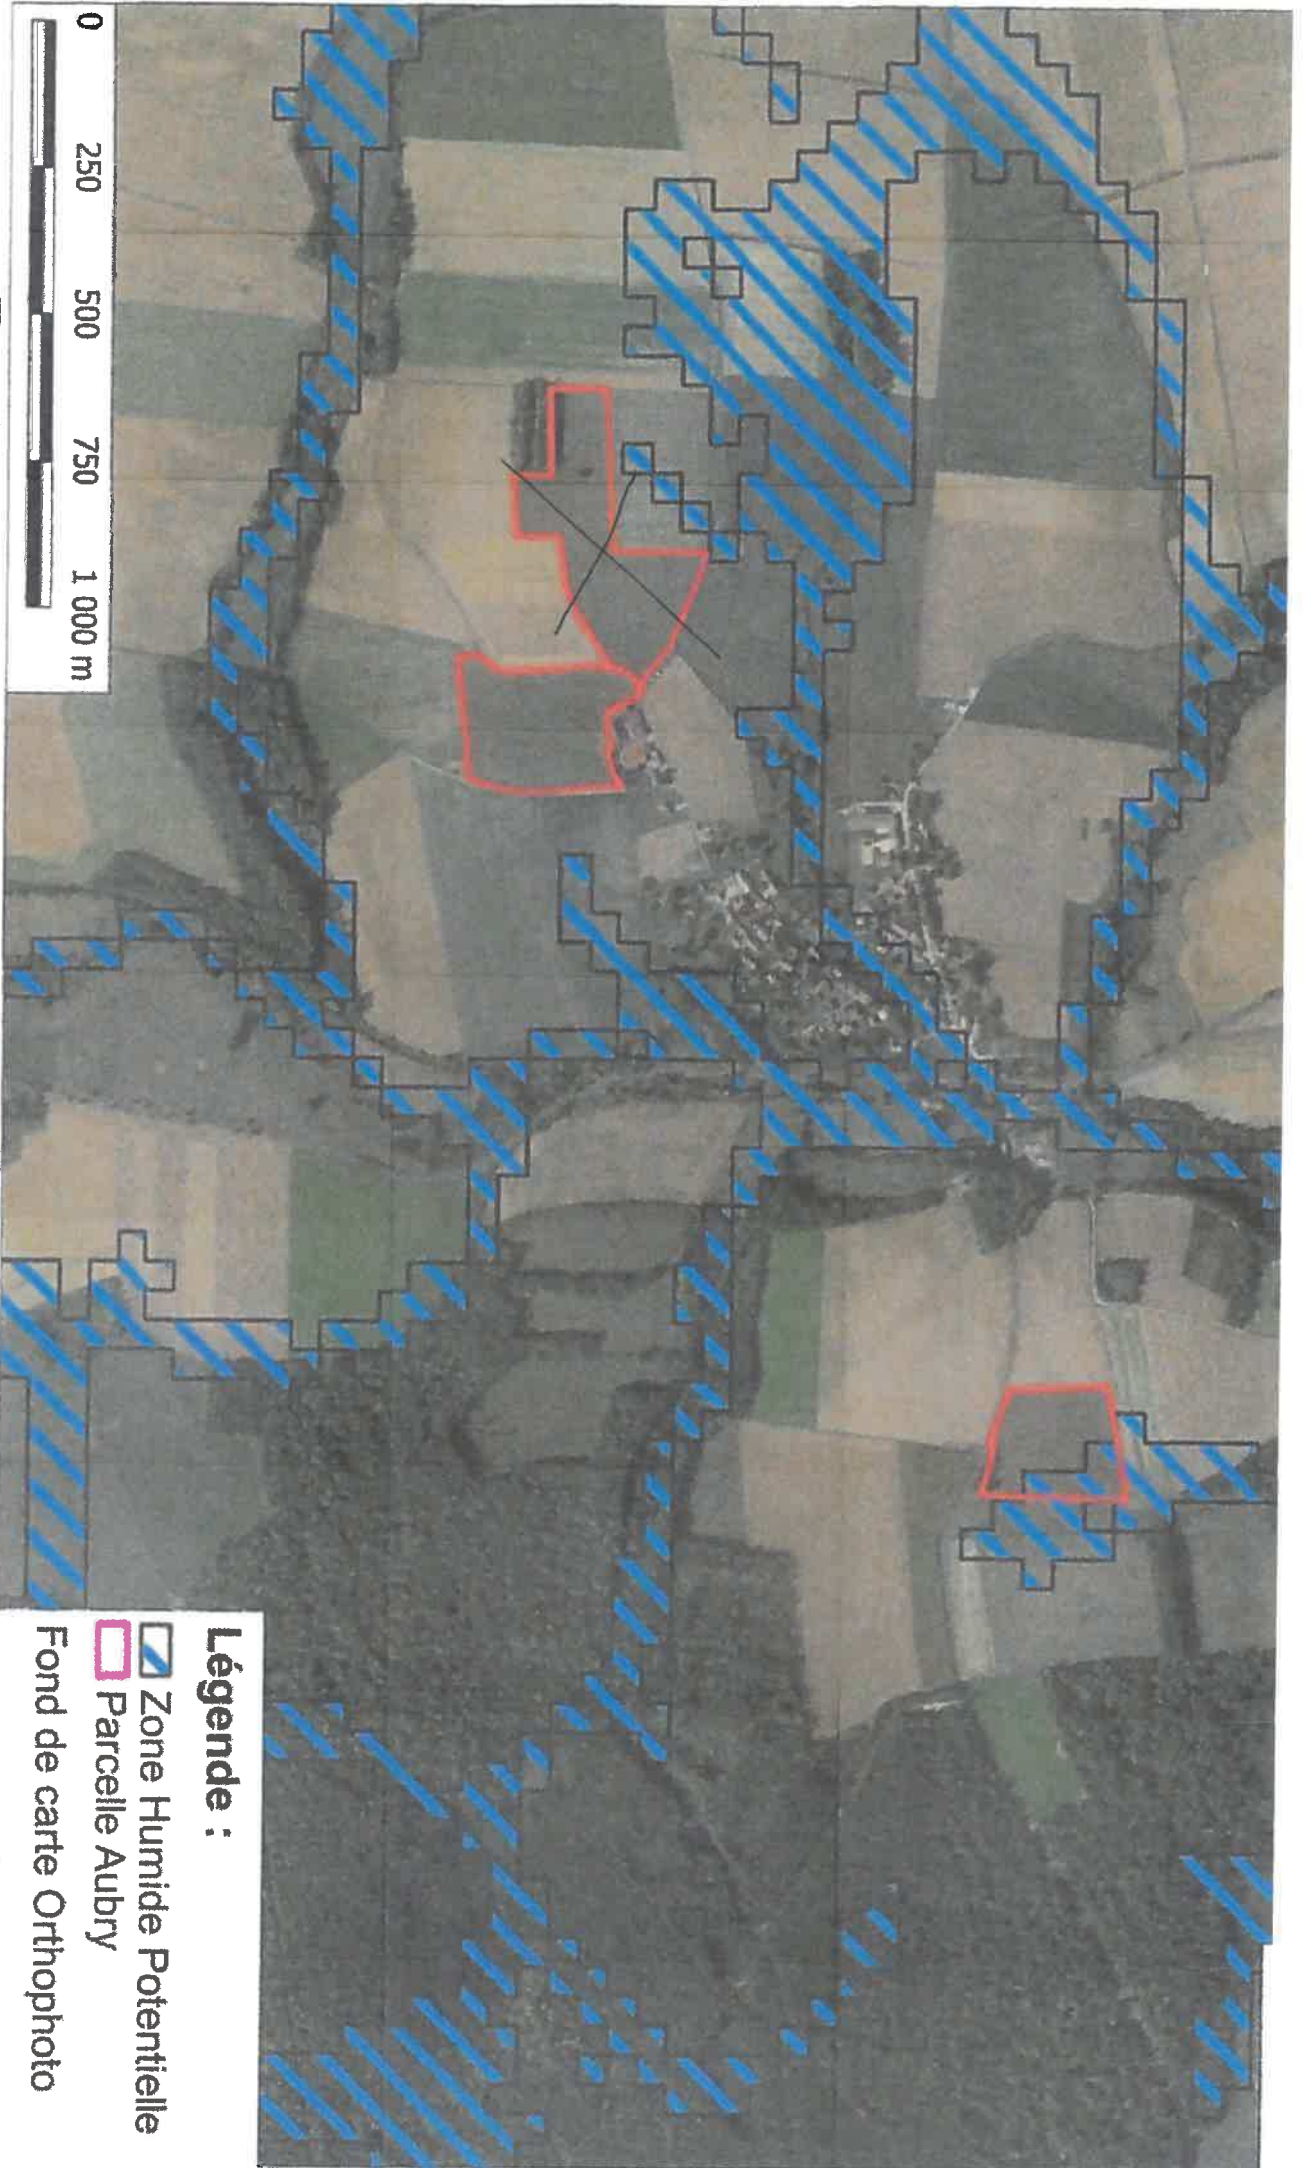 0 250 500 750 1 000 m
Légende :
Zone Humide Potentielle
Parcelle Aubry
Fond de carte Orthophoto